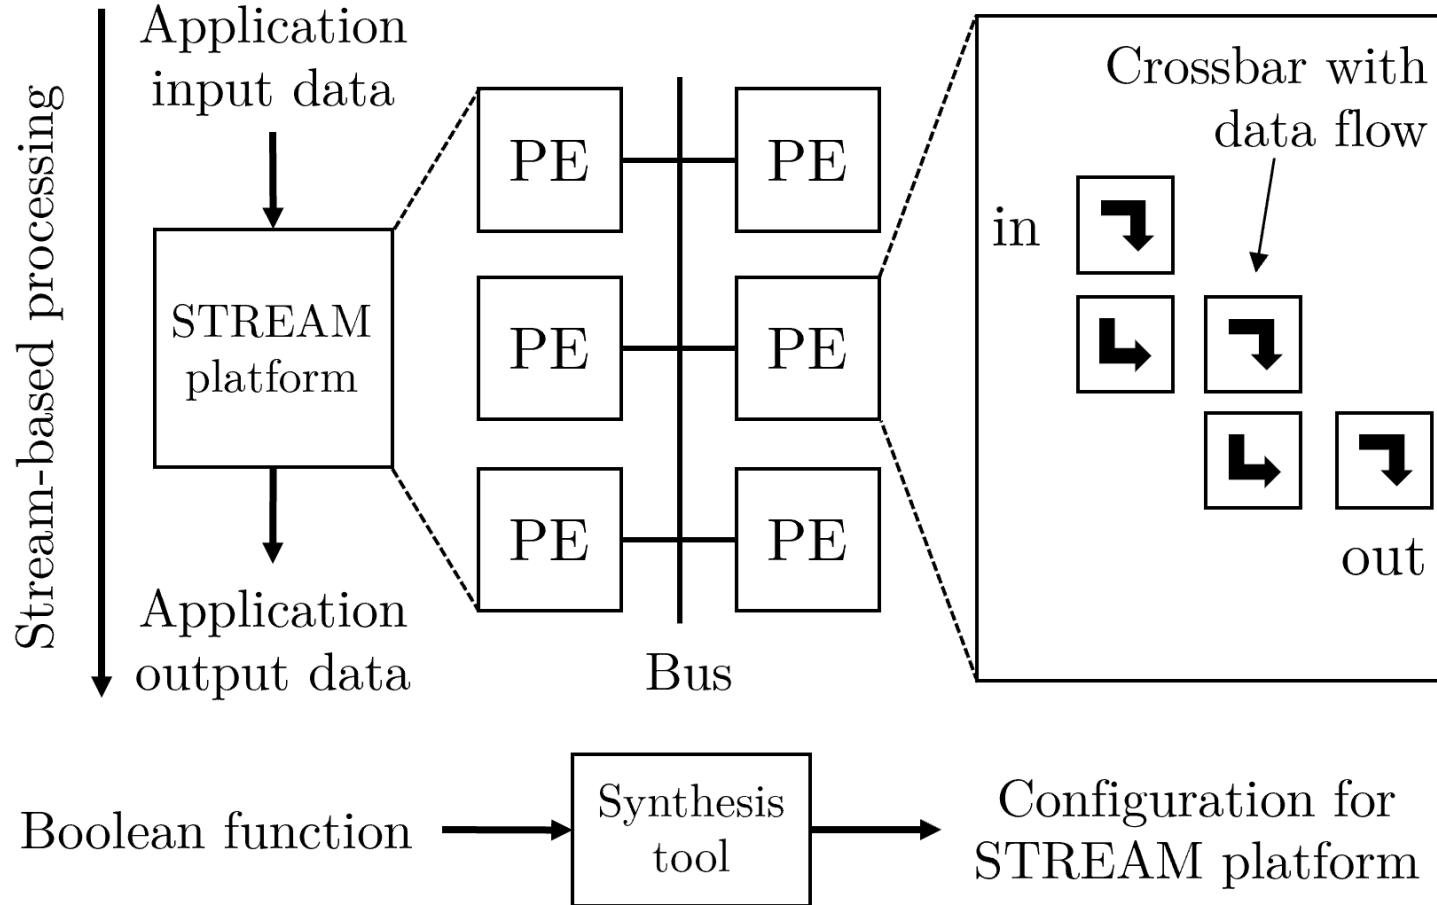 Stream-based processing
Application
input data
STREAM
platform
Application
output data
PE
PE
PE
PE
PE
PE
Bus
Crossbar with
data flow
in
out
Boolean function
Synthesis
tool
Configuration for
STREAM platform